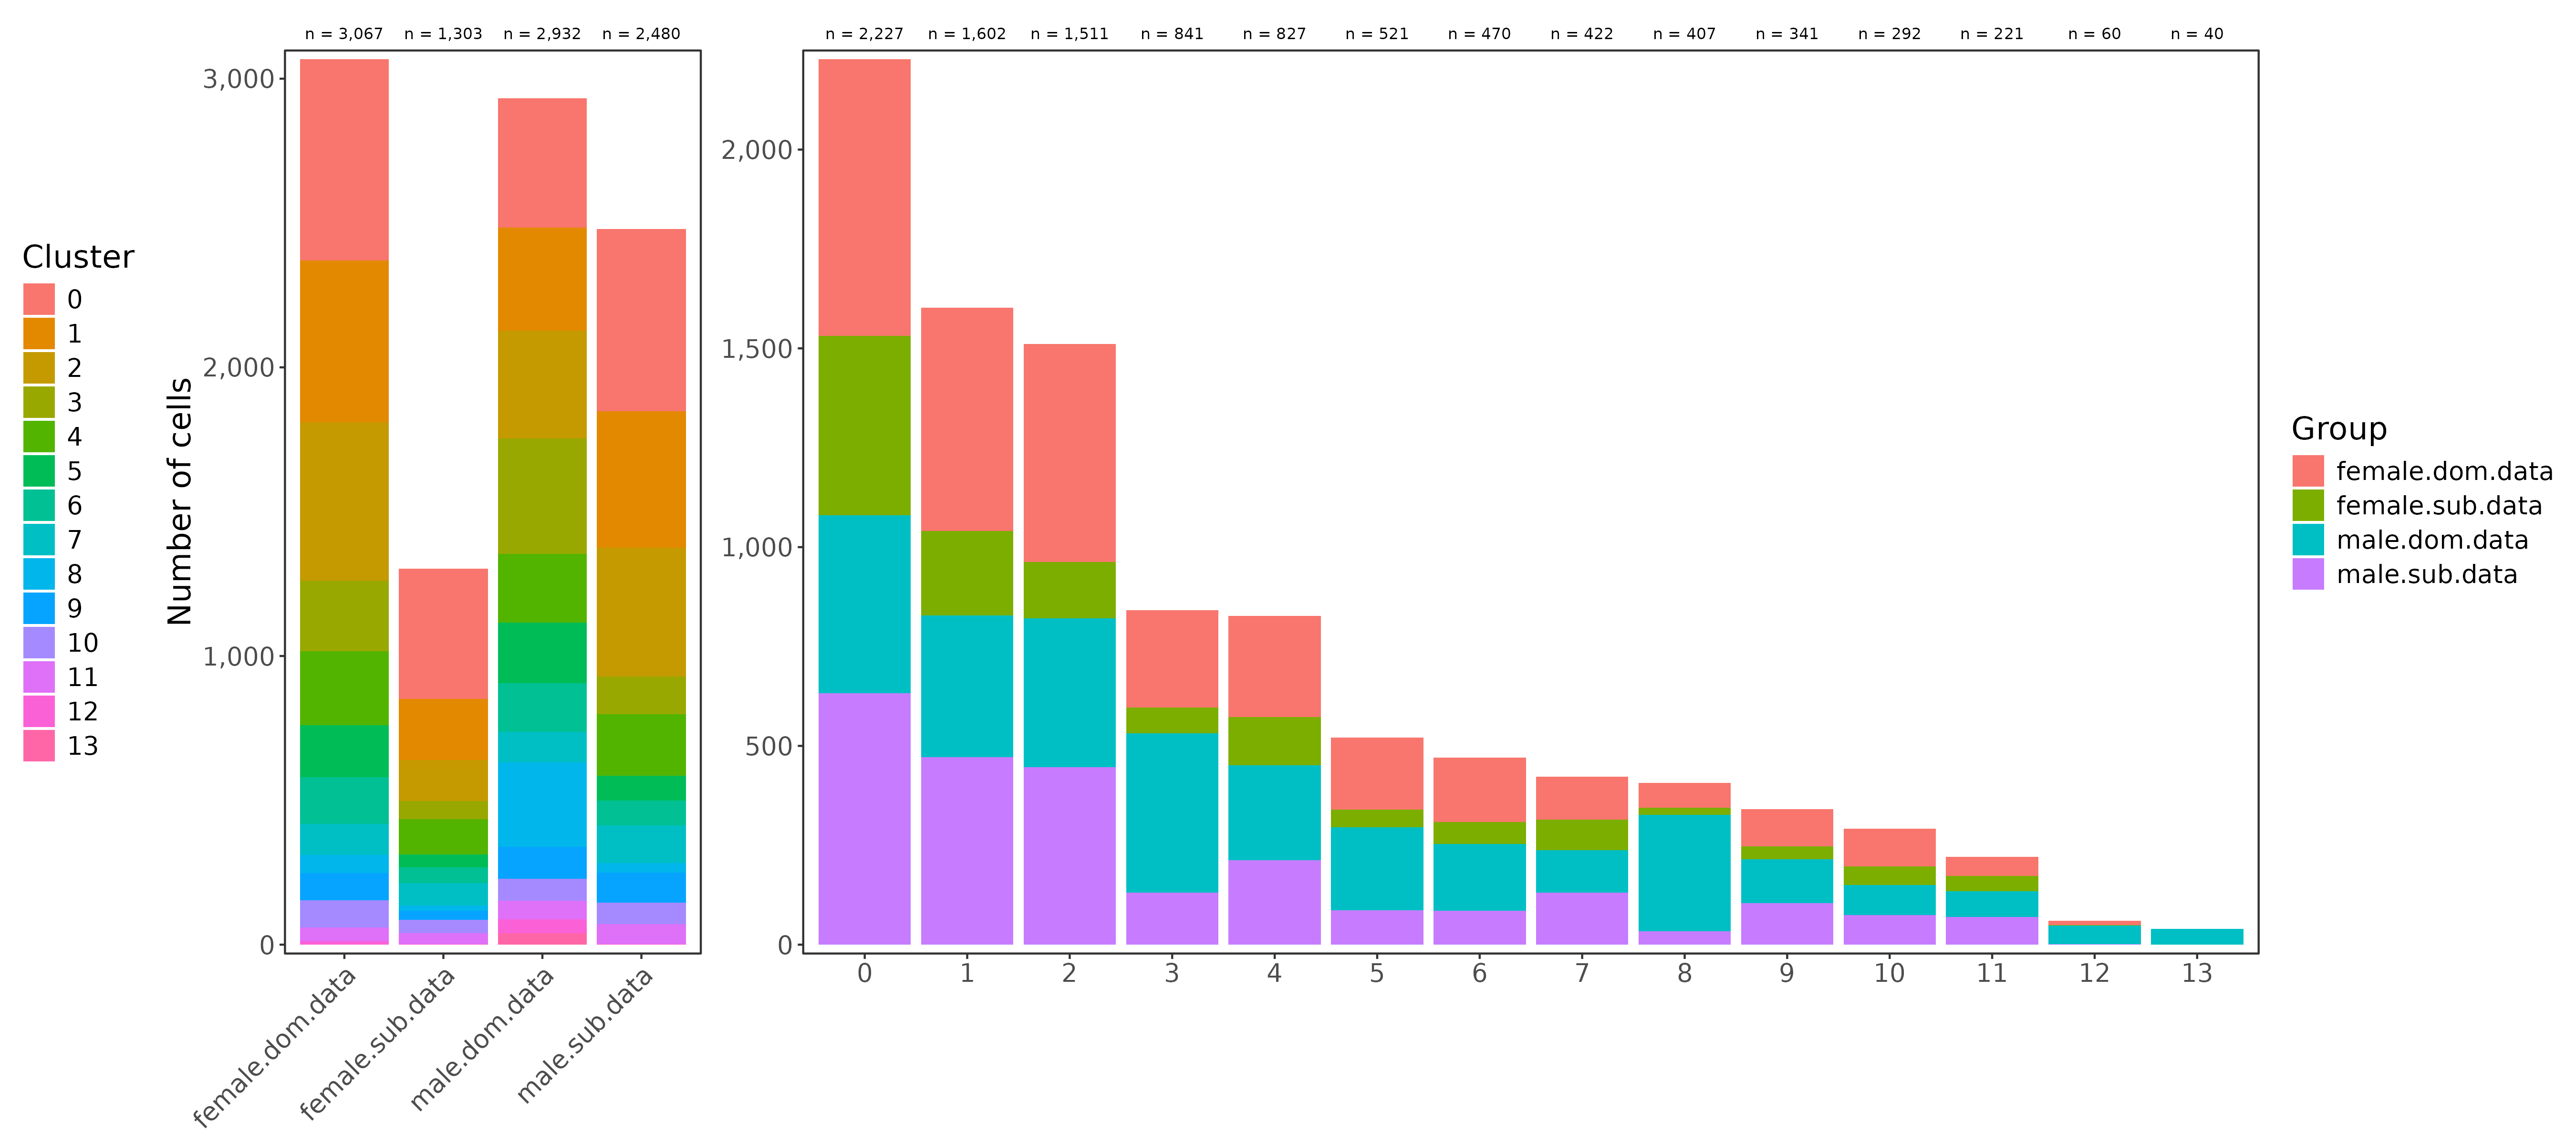 n = 3,067 n = 1,303 n = 2,932 n = 2,480
n = 2,227 n = 1,602 n = 1,511 n = 841 n = 827 n = 521 n = 470 n = 422 n = 407 n = 341 n = 292 n = 221 n = 60 n = 40
Cluster
0
1
2
3
4
5
6
7
8
9
10
11
12
13
Number of cells
3,000
2,000
1,000
0
female.dom.data
female.sub.data
male.dom.data
male.sub.data
2,000
1,500
1,000
500
0
0 1 2 3 4 5 6 7 8 9 10 11 12 13
Group
female.dom.data
female.sub.data
male.dom.data
male.sub.data